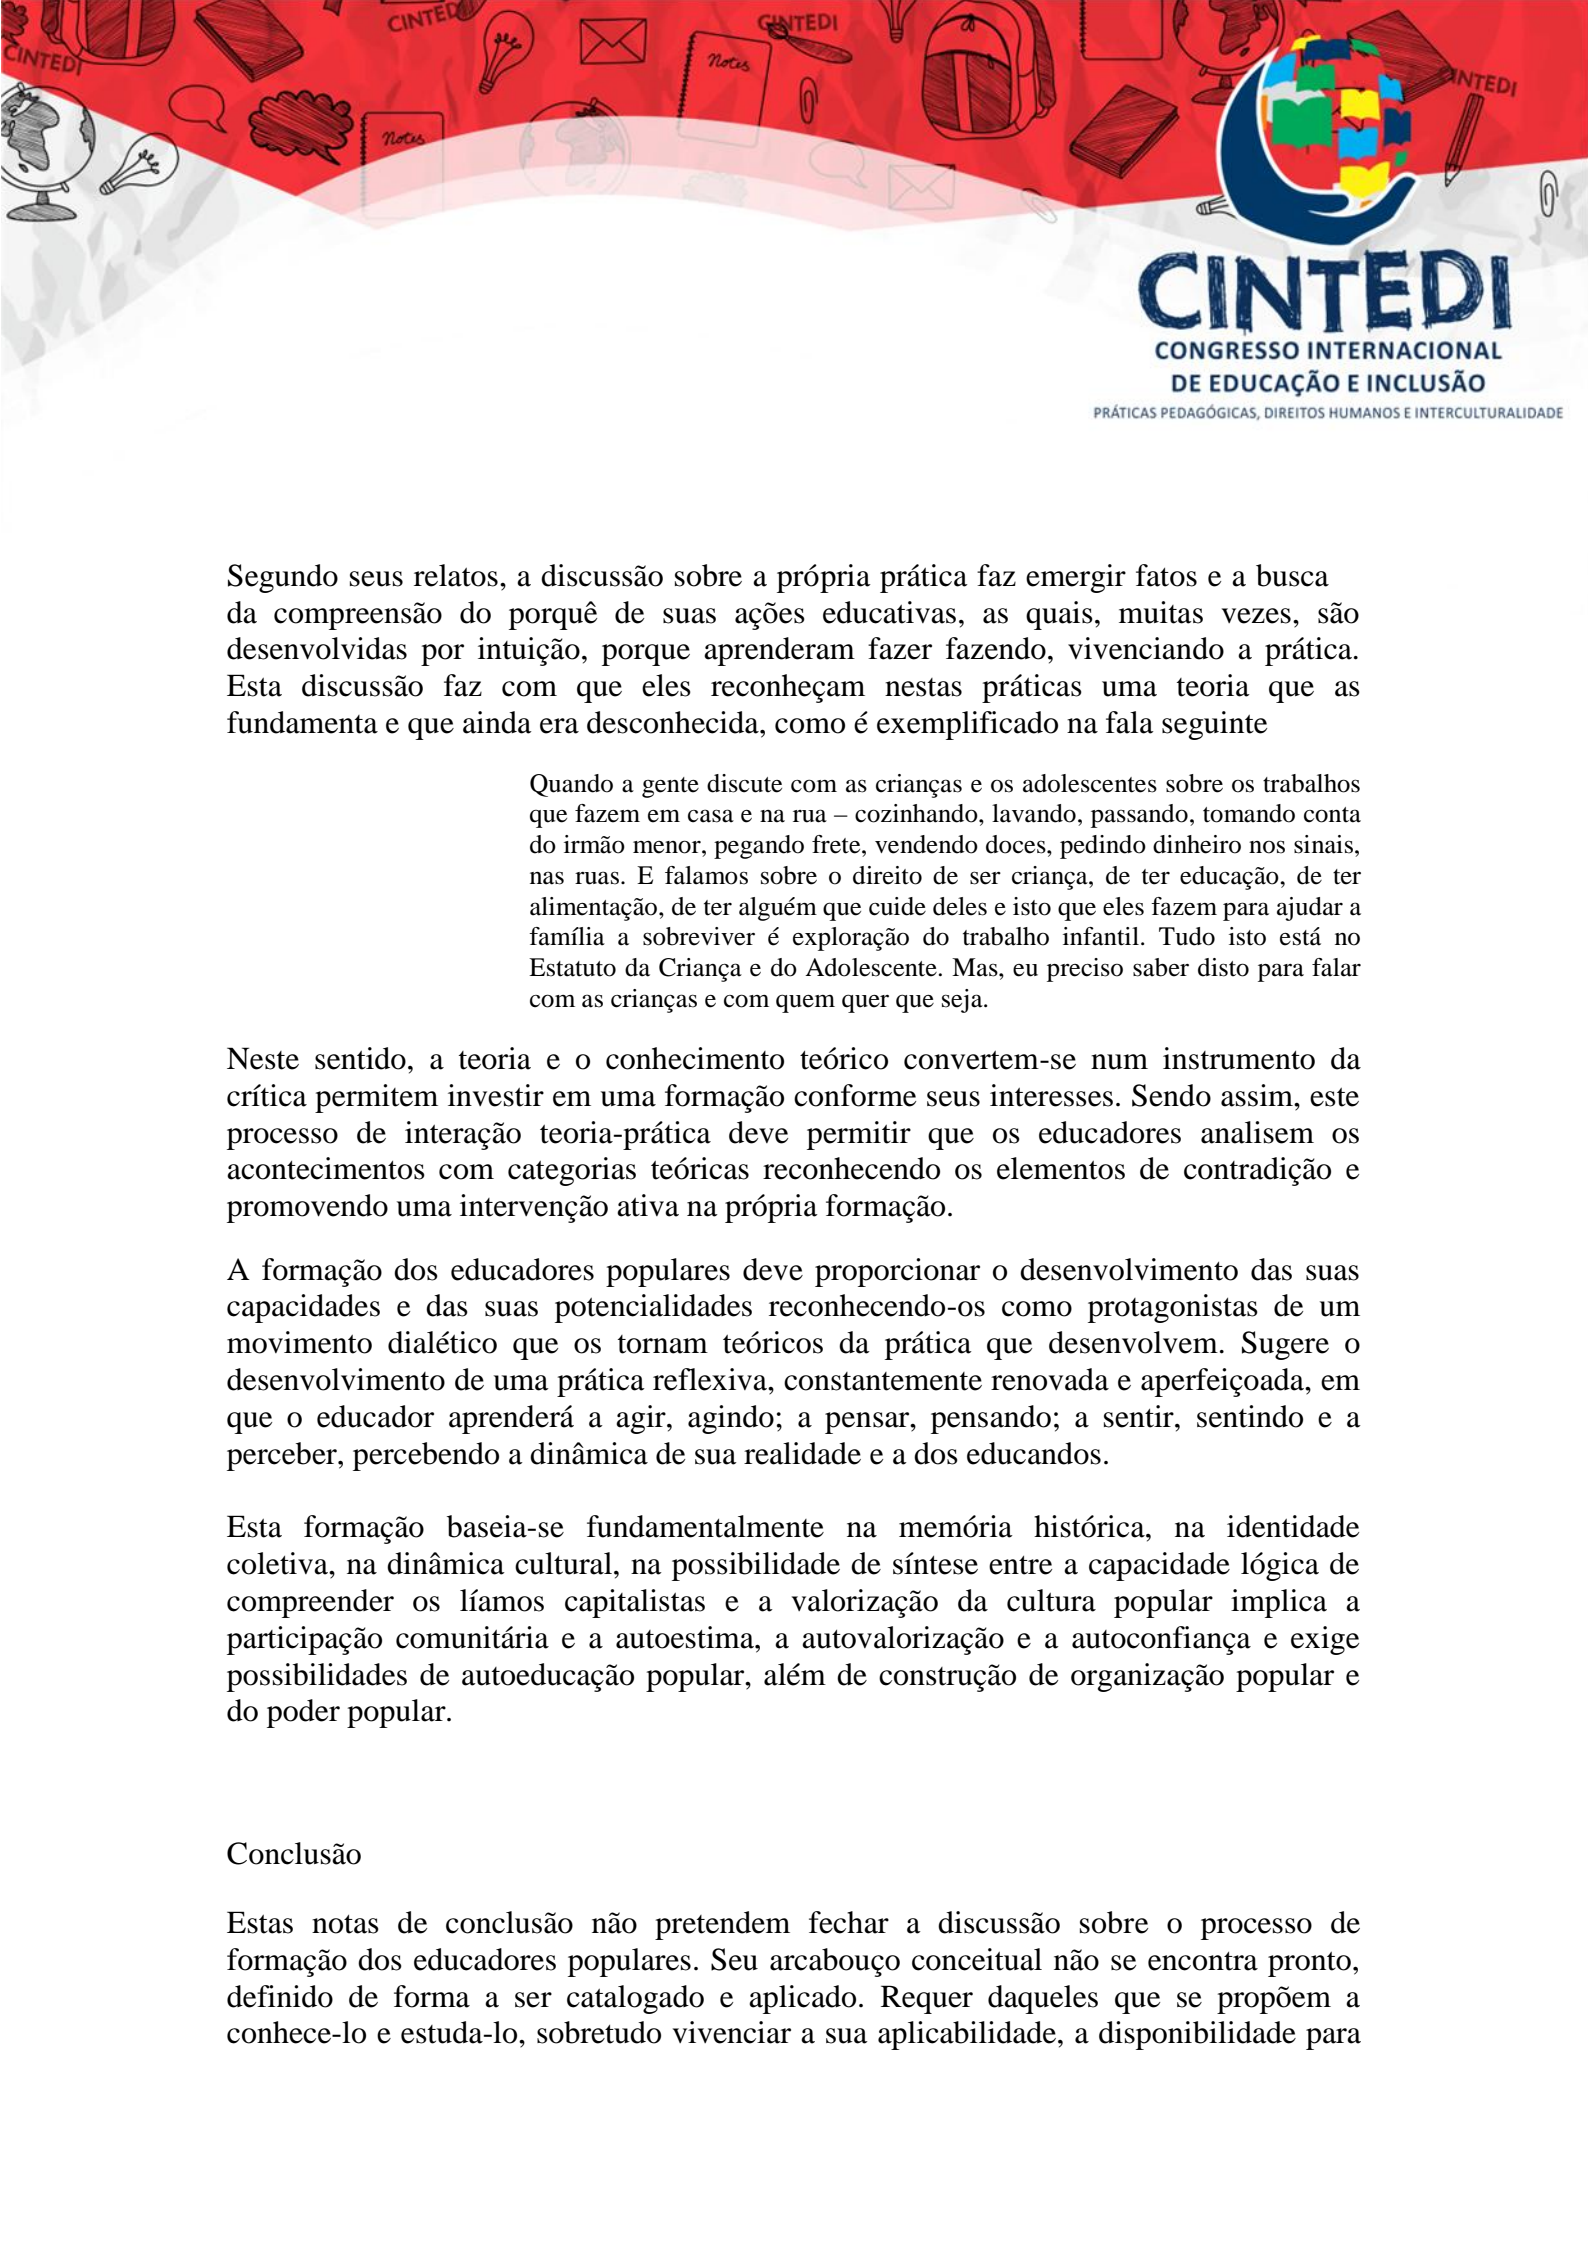 CINTEDI
CINTEDI
CINTEDI
CINTEDI
Notes
Notes
CINTEDI
CONGRESSO INTERNACIONAL
DE EDUCAÇÃO E INCLUSÃO
PRÁTICAS PEDAGÓGICAS, DIREITOS HUMANOS E INTERCULTURALIDADE
Segundo seus relatos, a discussão sobre a própria prática faz emergir fatos e a busca
da compreensão do porquê de suas ações educativas, as quais, muitas vezes, são
desenvolvidas por intuição, porque aprenderam fazer fazendo, vivenciando a prática.
Esta discussão faz com que eles reconheçam nestas práticas uma teoria que as
fundamenta e que ainda era desconhecida, como é exemplificado na fala seguinte
Quando a gente discute com as crianças e os adolescentes sobre os trabalhos
que fazem em casa e na rua – cozinhando, lavando, passando, tomando conta
do irmão menor, pegando frete, vendendo doces, pedindo dinheiro nos sinais,
nas ruas. E falamos sobre o direito de ser criança, de ter educação, de ter
alimentação, de ter alguém que cuide deles e isto que eles fazem para ajudar a
família a sobreviver é exploração do trabalho infantil. Tudo isto está no
Estatuto da Criança e do Adolescente. Mas, eu preciso saber disto para falar
com as crianças e com quem quer que seja.
Neste sentido, a teoria e o conhecimento teórico convertem-se num instrumento da
crítica permitem investir em uma formação conforme seus interesses. Sendo assim, este
processo de interação teoria-prática deve permitir que os educadores analisem os
acontecimentos com categorias teóricas reconhecendo os elementos de contradição e
promovendo uma intervenção ativa na própria formação.
A formação dos educadores populares deve proporcionar o desenvolvimento das suas
capacidades e das suas potencialidades reconhecendo-os como protagonistas de um
movimento dialético que os tornam teóricos da prática que desenvolvem. Sugere o
desenvolvimento de uma prática reflexiva, constantemente renovada e aperfeiçoada, em
que o educador aprenderá a agir, agindo; a pensar, pensando; a sentir, sentindo e a
perceber, percebendo a dinâmica de sua realidade e a dos educandos.
Esta formação baseia-se fundamentalmente na memória histórica, na identidade
coletiva, na dinâmica cultural, na possibilidade de síntese entre a capacidade lógica de
compreender os líamos capitalistas e a valorização da cultura popular implica a
participação comunitária e a autoestima, a autovalorização e a autoconfiança e exige
possibilidades de autoeducação popular, além de construção de organização popular e
do poder popular.
Conclusão
Estas notas de conclusão não pretendem fechar a discussão sobre o processo de
formação dos educadores populares. Seu arcabouço conceitual não se encontra pronto,
definido de forma a ser catalogado e aplicado. Requer daqueles que se propõem a
conhece-lo e estuda-lo, sobretudo vivenciar a sua aplicabilidade, a disponibilidade para